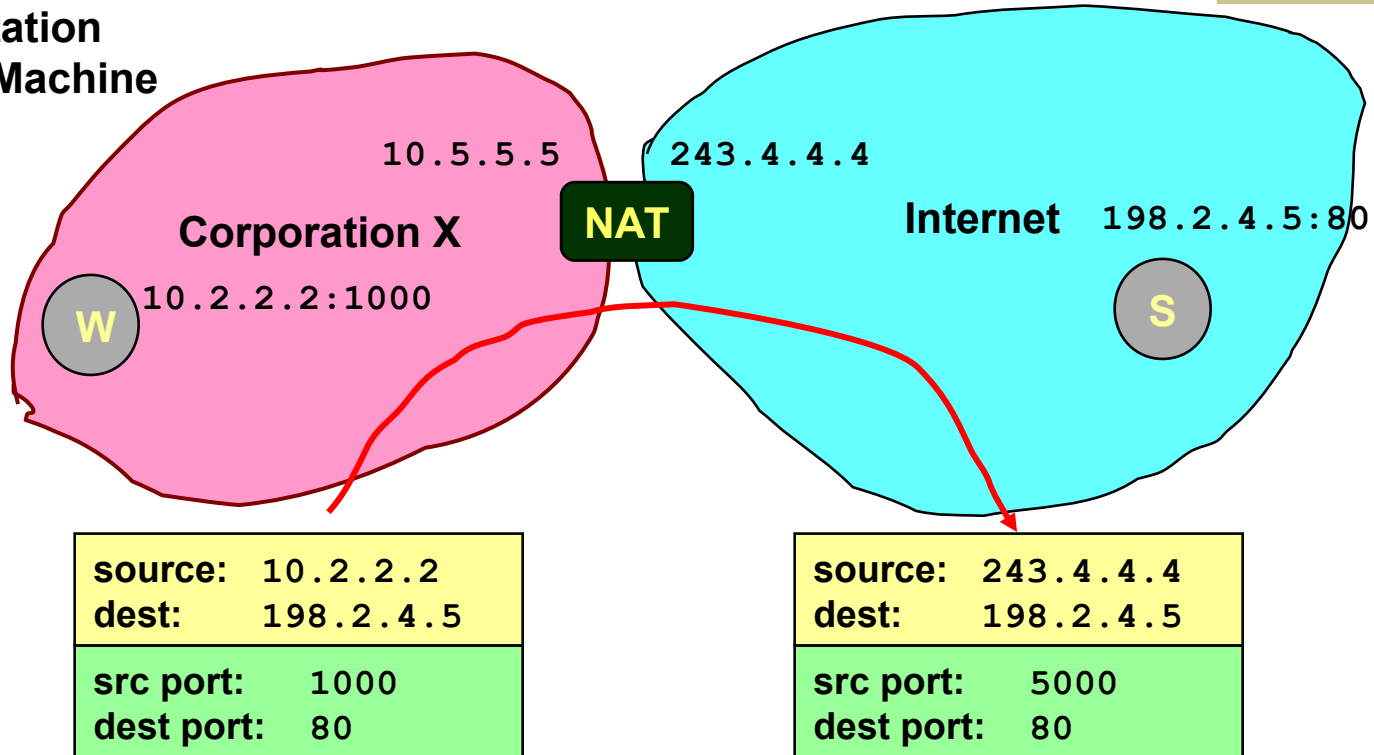 Machine
10.5.5.5 243.4.4.4
NAT
Corporation X
Internet 198.2.4.5:80
10.2.2.2:1000
W
S
source: 10.2.2.2
dest: 198.2.4.5
src port: 1000
dest port: 80
source: 243.4.4.4
dest: 198.2.4.5
src port: 5000
dest port: 80